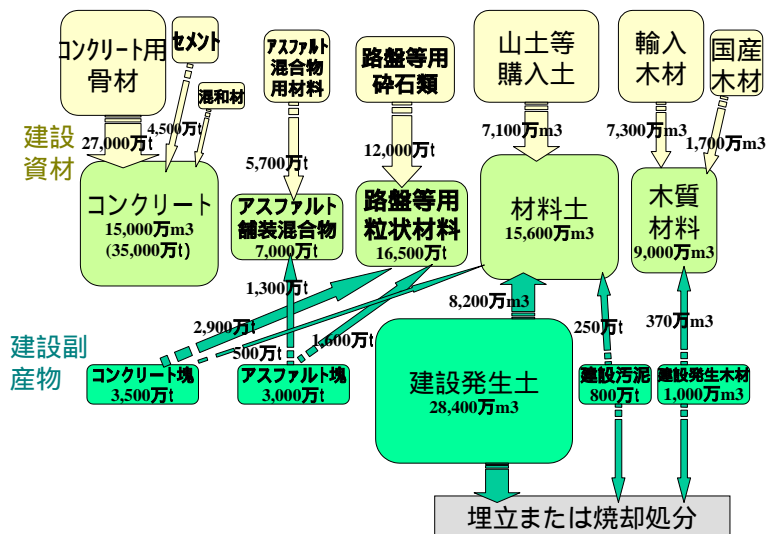 コンクリート用
骨材
セメント
混和材
アスファルト
混合物
用材料
路盤等用
砕石類
山土等
購入土
輸入
木材
国産
木材
建設
資材
27,000万t
4,500万t
5,700万t
12,000万t
7,100万m3
7,300万m3
1,700万m3
コンクリート
15,000万m3
(35,000万t)
アスファルト
舗装混合物
7,000万t
路盤等用
粒状材料
16,500万t
材料土
15,600万m3
木質
材料
9,000万m3
1,300万t
2,900万t
500万t
1,600万t
8,200万m3
250万t
370万m3
建設副
産物
コンクリート塊
3,500万t
アスファルト塊
3,000万t
建設発生土
28,400万m3
建設汚泥
800万t
建設発生木材
1,000万m3
埋立または焼却処分